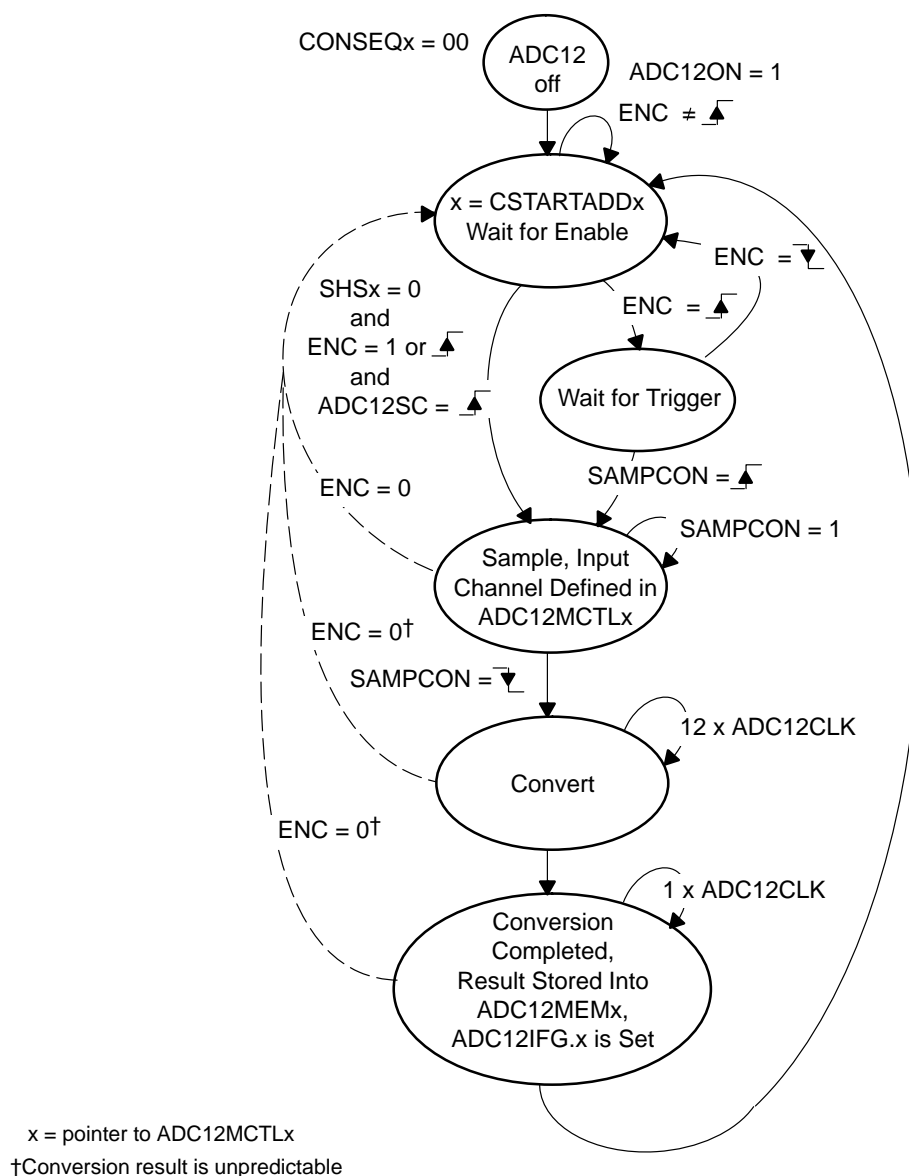 CONSEQx = 00
ADC12
off
ADC12ON = 1
ENC ≠
x = CSTARTADDx
Wait for Enable
ENC =
SHSx = 0
and
ENC = 1 or
and
ADC12SC =
ENC =
Wait for Trigger
SAMPCON =
ENC = 0
SAMPCON = 1
Sample, Input
Channel Defined in
ADC12MCTLx
ENC = 0†
SAMPCON =
12 x ADC12CLK
Convert
ENC = 0†
1 x ADC12CLK
Conversion
Completed,
Result Stored Into
ADC12MEMx,
ADC12IFG.x is Set
x = pointer to ADC12MCTLx
†Conversion result is unpredictable